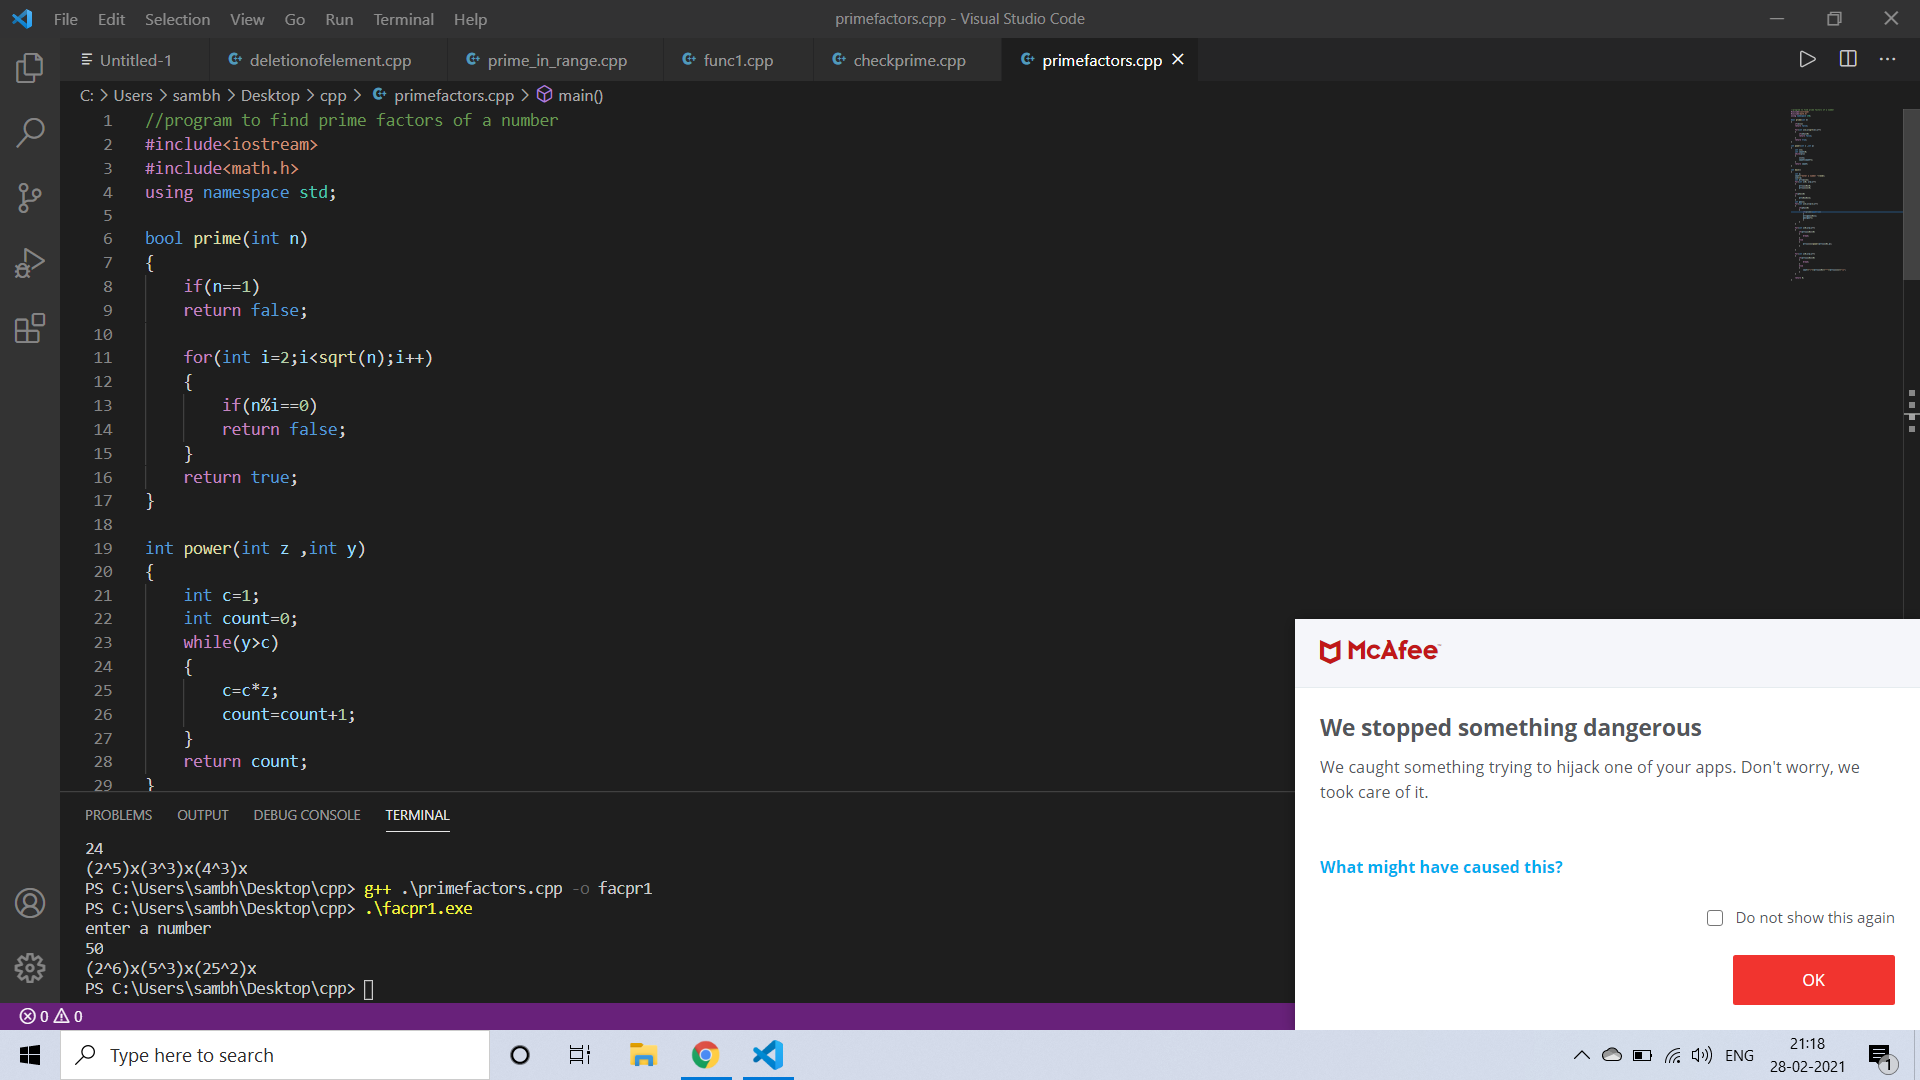 File Edit Selection View Go Run Terminal Help
primefactors.cpp - Visual Studio Code
Untitled-1 deletionofelement.cpp prime_in_range.cpp func1.cpp checkprime.cpp primefactors.cpp
C: > Users > sambh > Desktop > cpp > primefactors.cpp > main()
1 //program to find prime factors of a number
2 #include<iostream>
3 #include<math.h>
4 using namespace std;
5
6 bool prime(int n)
7 {
8 if(n==1)
9 return false;
10
11 for(int i=2;i<sqrt(n);i++)
12 {
13 if(n%i==0)
14 return false;
15 }
16 return true;
17 }
18
19 int power(int z ,int y)
20 {
21 int c=1;
22 int count=0;
23 while(y>c)
24 {
25 c=c*z;
26 count=count+1;
27 }
28 return count;
29 }
PROBLEMS OUTPUT DEBUG CONSOLE TERMINAL
24
(2^5)x(3^3)x(4^3)x
PS C:\Users\sambh\Desktop\cpp> g++ .\primefactors.cpp -o facpr1
PS C:\Users\sambh\Desktop\cpp> .\facpr1.exe
enter a number
50
(2^6)x(5^3)x(25^2)x
PS C:\Users\sambh\Desktop\cpp>
0 0
McAfee
We stopped something dangerous
We caught something trying to hijack one of your apps. Don't worry, we
took care of it.
What might have caused this?
Do not show this again
OK
Type here to search
ENG
21:18
28-02-2021
1